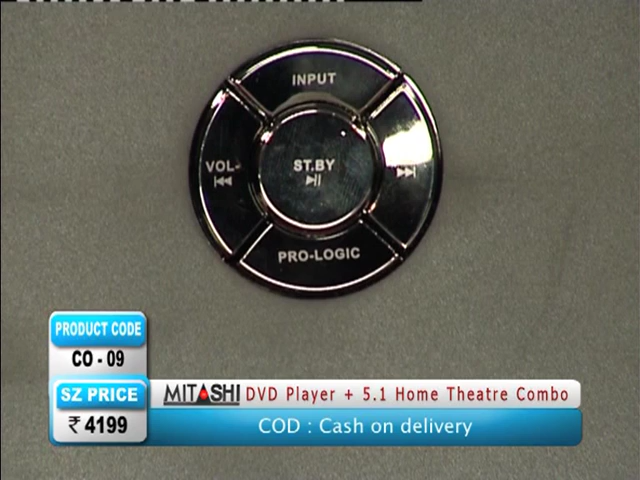 INPUT
VOL-
ST.BY
PRO-LOGIC
PRODUCT CODE
CO - 09
SZ PRICE
₹ 4199
MITASHI DVD Player + 5.1 Home Theatre Combo
COD : Cash on delivery